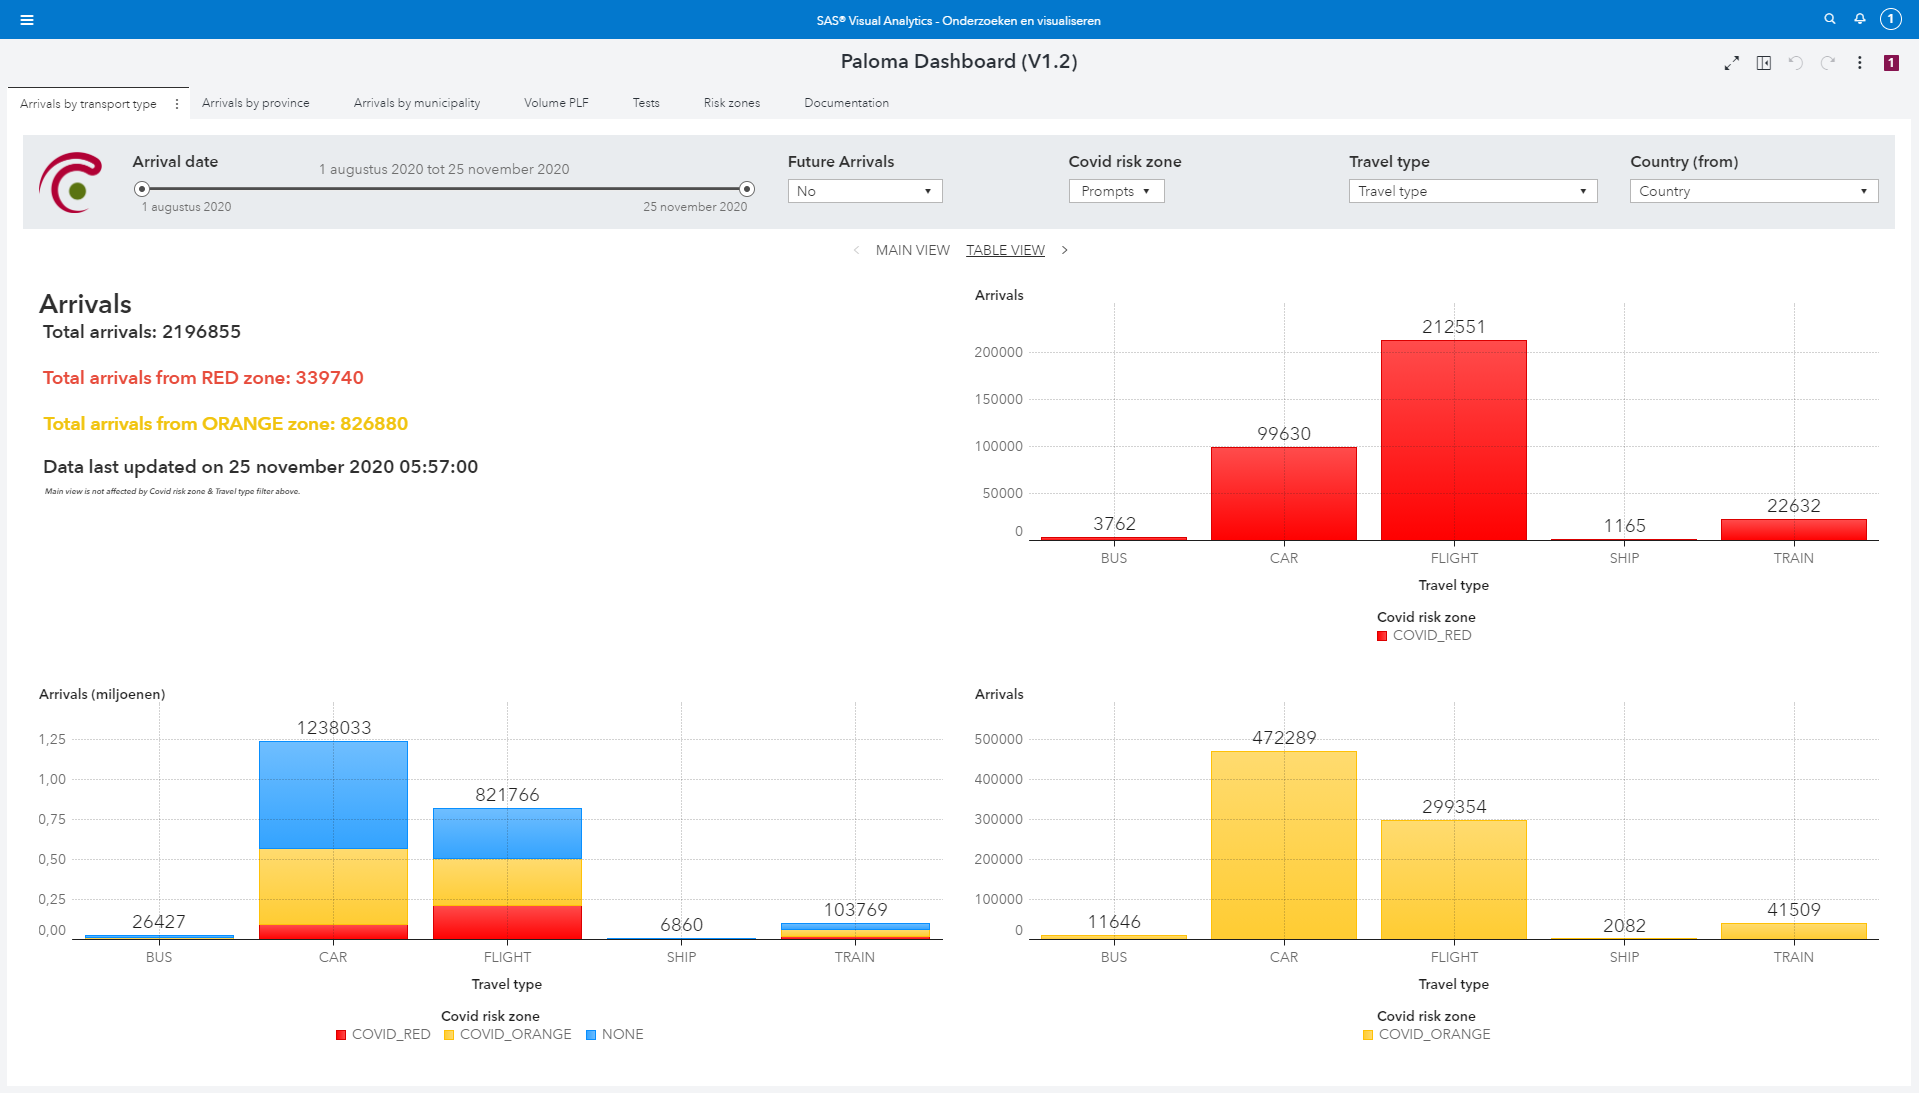 SAS® Visual Analytics - Onderzoeken en visualiseren
1
Paloma Dashboard (V1.2)
1
Arrivals by transport type
Arrivals by province
Arrivals by municipality
Volume PLF
Tests
Risk zones
Documentation
Arrival date
1 augustus 2020 tot 25 november 2020
1 augustus 2020
25 november 2020
Future Arrivals
No
Covid risk zone
Prompts
Travel type
Travel type
Country (from)
Country
MAIN VIEW
TABLE VIEW
Arrivals
Total arrivals: 2196855
Total arrivals from RED zone: 339740
Total arrivals from ORANGE zone: 826880
Data last updated on 25 november 2020 05:57:00
Main view is not affected by Covid risk zone & Travel type filter above.
Arrivals
200000
150000
100000
50000
0
3762
99630
212551
1165
22632
BUS
CAR
FLIGHT
SHIP
TRAIN
Travel type
Covid risk zone
COVID_RED
Arrivals (miljoenen)
1,25
1,00
0,75
0,50
0,25
0,00
26427
1238033
821766
6860
103769
BUS
CAR
FLIGHT
SHIP
TRAIN
Travel type
Covid risk zone
COVID_RED
COVID_ORANGE
NONE
Arrivals
500000
400000
300000
200000
100000
0
11646
472289
299354
2082
41509
BUS
CAR
FLIGHT
SHIP
TRAIN
Travel type
Covid risk zone
COVID_ORANGE